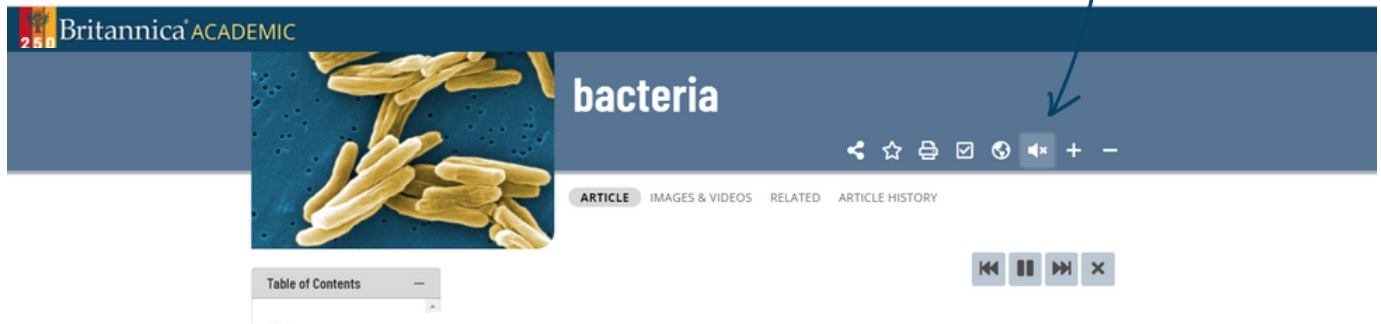 250 Britannica® ACADEMIC
bacteria
ARTICLE IMAGES & VIDEOS RELATED ARTICLE HISTORY
Table of Contents